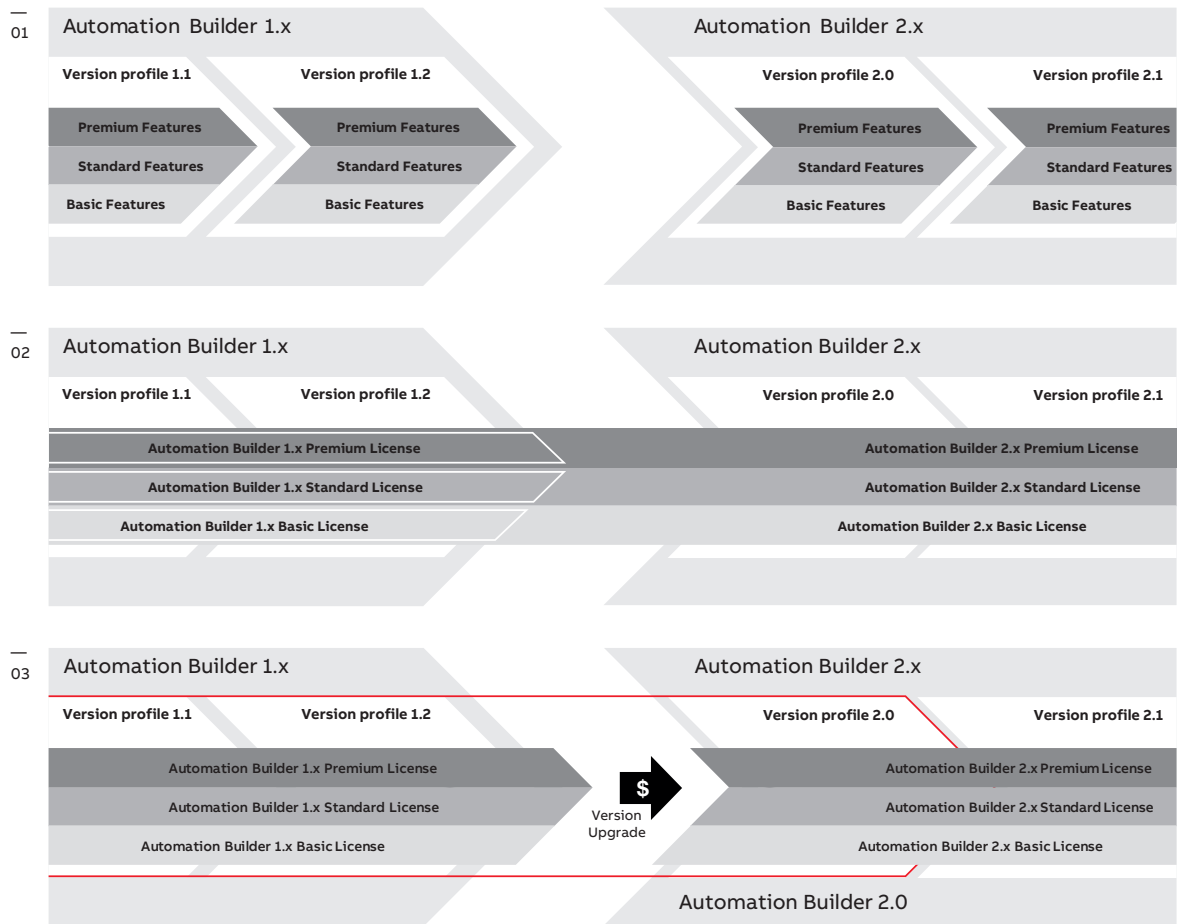 01
Automation Builder 1.x
Automation Builder 2.x
Version profile 1.1
Version profile 1.2
Version profile 2.0
Version profile 2.1
Premium Features
Premium Features
Premium Features
Premium Features
Standard Features
Standard Features
Standard Features
Standard Features
Basic Features
Basic Features
Basic Features
Basic Features
02
Automation Builder 1.x
Automation Builder 2.x
Version profile 1.1
Version profile 1.2
Version profile 2.0
Version profile 2.1
Automation Builder 1.x Premium License
Automation Builder 2.x Premium License
Automation Builder 1.x Standard License
Automation Builder 2.x Standard License
Automation Builder 1.x Basic License
Automation Builder 2.x Basic License
03
Automation Builder 1.x
Automation Builder 2.x
Version profile 1.1
Version profile 1.2
Version profile 2.0
Version profile 2.1
Automation Builder 1.x Premium License
Automation Builder 2.x Premium License
$
Automation Builder 1.x Standard License
Version
Upgrade
Automation Builder 2.x Standard License
Automation Builder 1.x Basic License
Automation Builder 2.x Basic License
Automation Builder 2.0